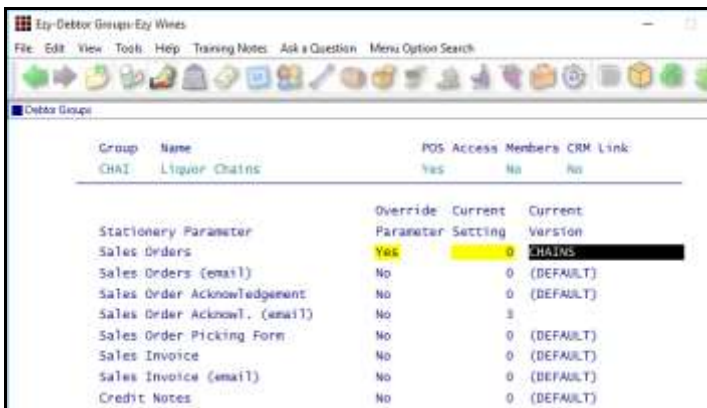 Ezy-Debtor Groups-Ezy Wines
File Edit View Tools Help Training Notes Ask a Question Menu Option Search
Debtor Groups
Group Name POS Access Members CRM Link
CHAI Liquor Chains Yes No No
Override Current Current
Stationery Parameter Parameter Setting Version
Sales Orders Yes 0 CHAINS
Sales Orders (email) No 0 (DEFAULT)
Sales Order Acknowledgement No 0 (DEFAULT)
Sales Order Acknowl. (email) No 3
Sales Order Picking Form No 0 (DEFAULT)
Sales Invoice No 0 (DEFAULT)
Sales Invoice (email) No 0 (DEFAULT)
Credit Notes No 0 (DEFAULT)